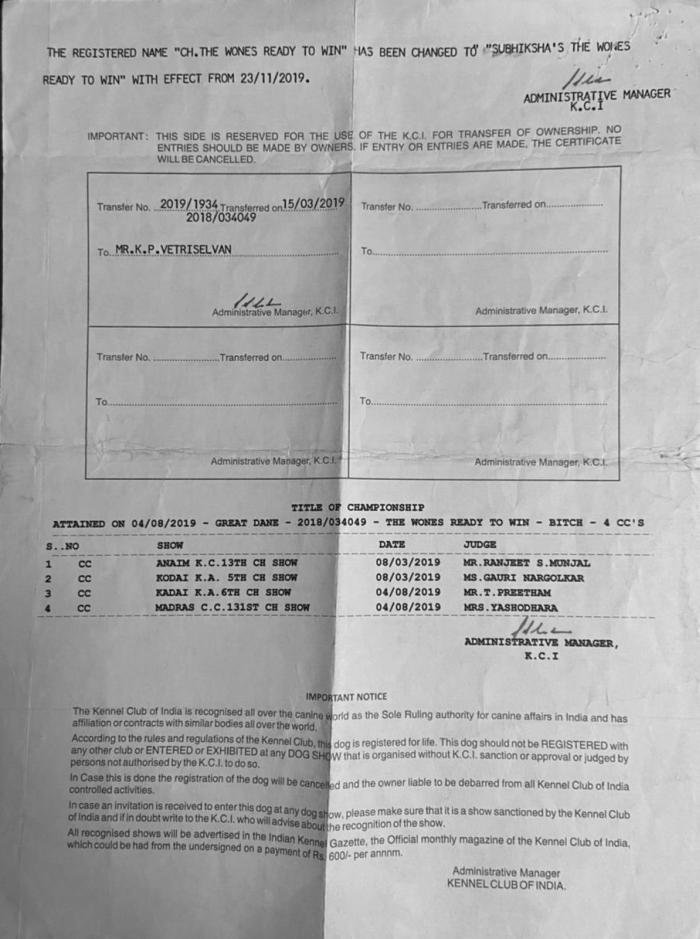 THE REGISTERED NAME "CH.THE WONES READY TO WIN" HAS BEEN CHANGED TO "SUBHIKSHA'S THE WONES
READY TO WIN" WITH EFFECT FROM 23/11/2019.
ADMINISTRATIVE MANAGER
K.C.I
IMPORTANT: THIS SIDE IS RESERVED FOR THE USE OF THE K.C.I. FOR TRANSFER OF OWNERSHIP. NO
ENTRIES SHOULD BE MADE BY OWNERS. IF ENTRY OR ENTRIES ARE MADE, THE CERTIFICATE
WILL BE CANCELLED.
Transfer No. 2019/1934 Transferred on 15/03/2019
2018/034049
To MR.K.P.VETRISELVAN
Administrative Manager, K.C.I.
Transfer No. .................... Transferred on..................
To............................................................
Administrative Manager, K.C.I.
Transfer No. .................... Transferred on..................
To............................................................
Administrative Manager, K.C.I.
Transfer No. .................... Transferred on..................
To............................................................
Administrative Manager, K.C.I.
TITLE OF CHAMPIONSHIP
ATTAINED ON 04/08/2019 - GREAT DANE - 2018/034049 - THE WONES READY TO WIN - BITCH - 4 CC'S
S..NO SHOW DATE JUDGE
1 CC ANAIM K.C.13TH CH SHOW 08/03/2019 MR.RANJEET S.MUNJAL
2 CC KODAI K.A. 5TH CH SHOW 08/03/2019 MS.GAURI NARGOLKAR
3 CC KADAI K.A.6TH CH SHOW 04/08/2019 MR.T.PREETHAM
4 CC MADRAS C.C.131ST CH SHOW 04/08/2019 MRS.YASHODHARA
ADMINISTRATIVE MANAGER,
K.C.I
IMPORTANT NOTICE
The Kennel Club of India is recognised all over the canine world as the Sole Ruling authority for canine affairs in India and has
affiliation or contracts with similar bodies all over the world.
According to the rules and regulations of the Kennel Club, this dog is registered for life. This dog should not be REGISTERED with
any other club or ENTERED or EXHIBITED at any DOG SHOW that is organised without K.C.I. sanction or approval or judged by
persons not authorised by the K.C.I. to do so.
In Case this is done the registration of the dog will be cancelled and the owner liable to be debarred from all Kennel Club of India
controlled activities.
In case an invitation is received to enter this dog at any dog show, please make sure that it is a show sanctioned by the Kennel Club
of India and if in doubt write to the K.C.I. who will advise about the recognition of the show.
All recognised shows will be advertised in the Indian Kennel Gazette, the Official monthly magazine of the Kennel Club of India,
which could be had from the undersigned on a payment of Rs. 600/- per annnm.
Administrative Manager
KENNEL CLUB OF INDIA.